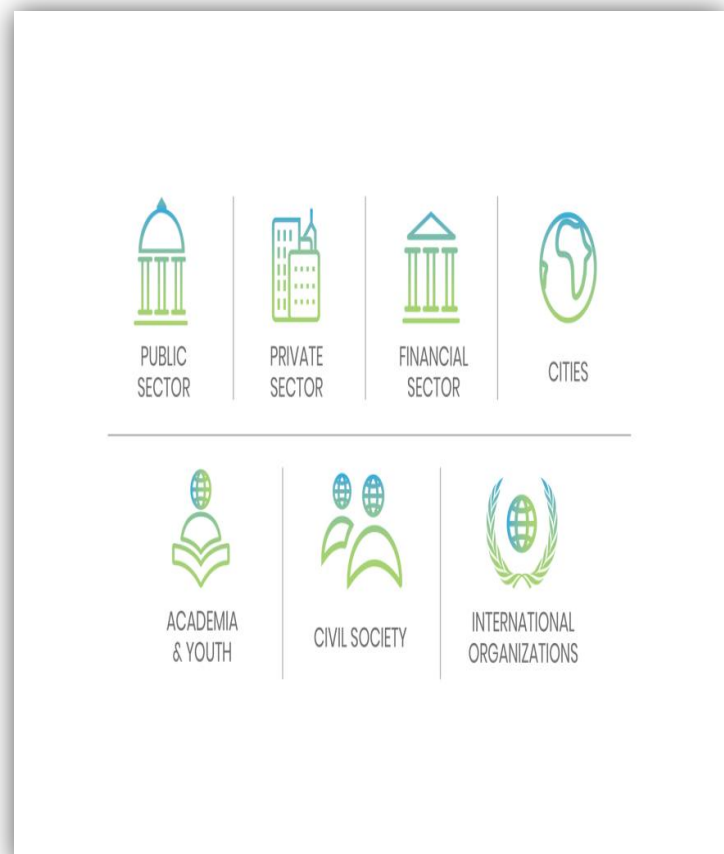 PUBLIC
SECTOR
PRIVATE
SECTOR
FINANCIAL
SECTOR
CITIES
ACADEMIA
& YOUTH
CIVIL SOCIETY
INTERNATIONAL
ORGANIZATIONS